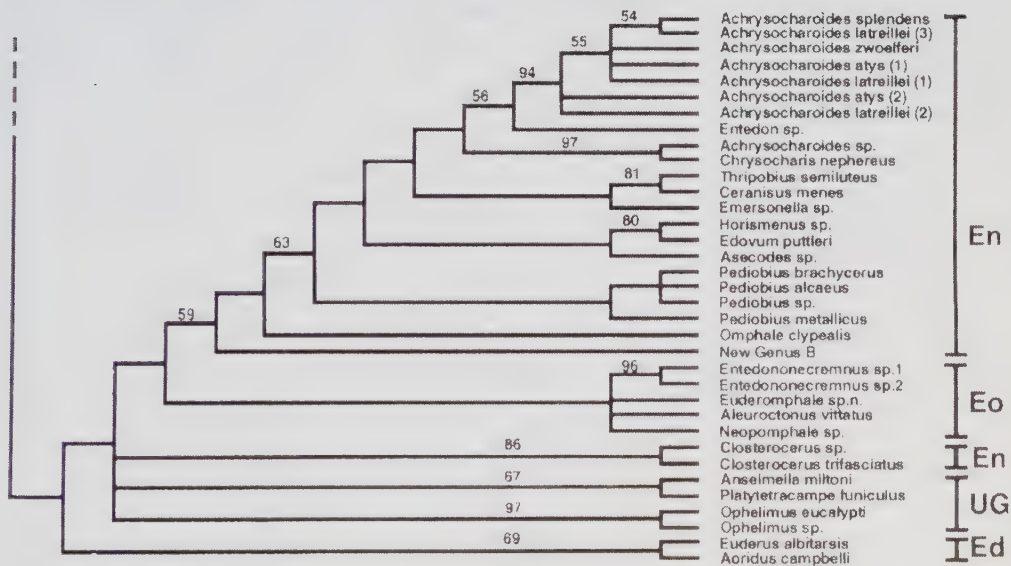 54
Achrysocharoides splendens
Achrysocharoides latreillei (3)
55
Achrysocharoides zwoelferi
Achrysocharoides atys (1)
94
Achrysocharoides latreillei (1)
56
Achrysocharoides atys (2)
Achrysocharoides latreillei (2)
Entedon sp.
97
Achrysocharoides sp.
Chrysocharis nephereus
81
Thripobius semiluteus
Ceranisus menes
Emersonella sp.
80
Horismenus sp.
En
63
Edovum puttleri
Asecodes sp.
Pediobius brachycerus
Pediobius alcaeus
Pediobius sp.
59
Pediobius metallicus
Omphale clypealis
New Genus B
96
Entedononecremnus sp.1
Entedononecremnus sp.2
Euderomphale sp.n.
Eo
Aleuroctonus vittatus
Neopomphale sp.
86
Closterocerus sp.
En
Closterocerus trifasciatus
67
Anselmella miltoni
Platytetracampe funiculus
UG
97
Ophelimus eucalypti
Ophelimus sp.
69
Euderus albitarsis
Ed
Aoridus campbelli